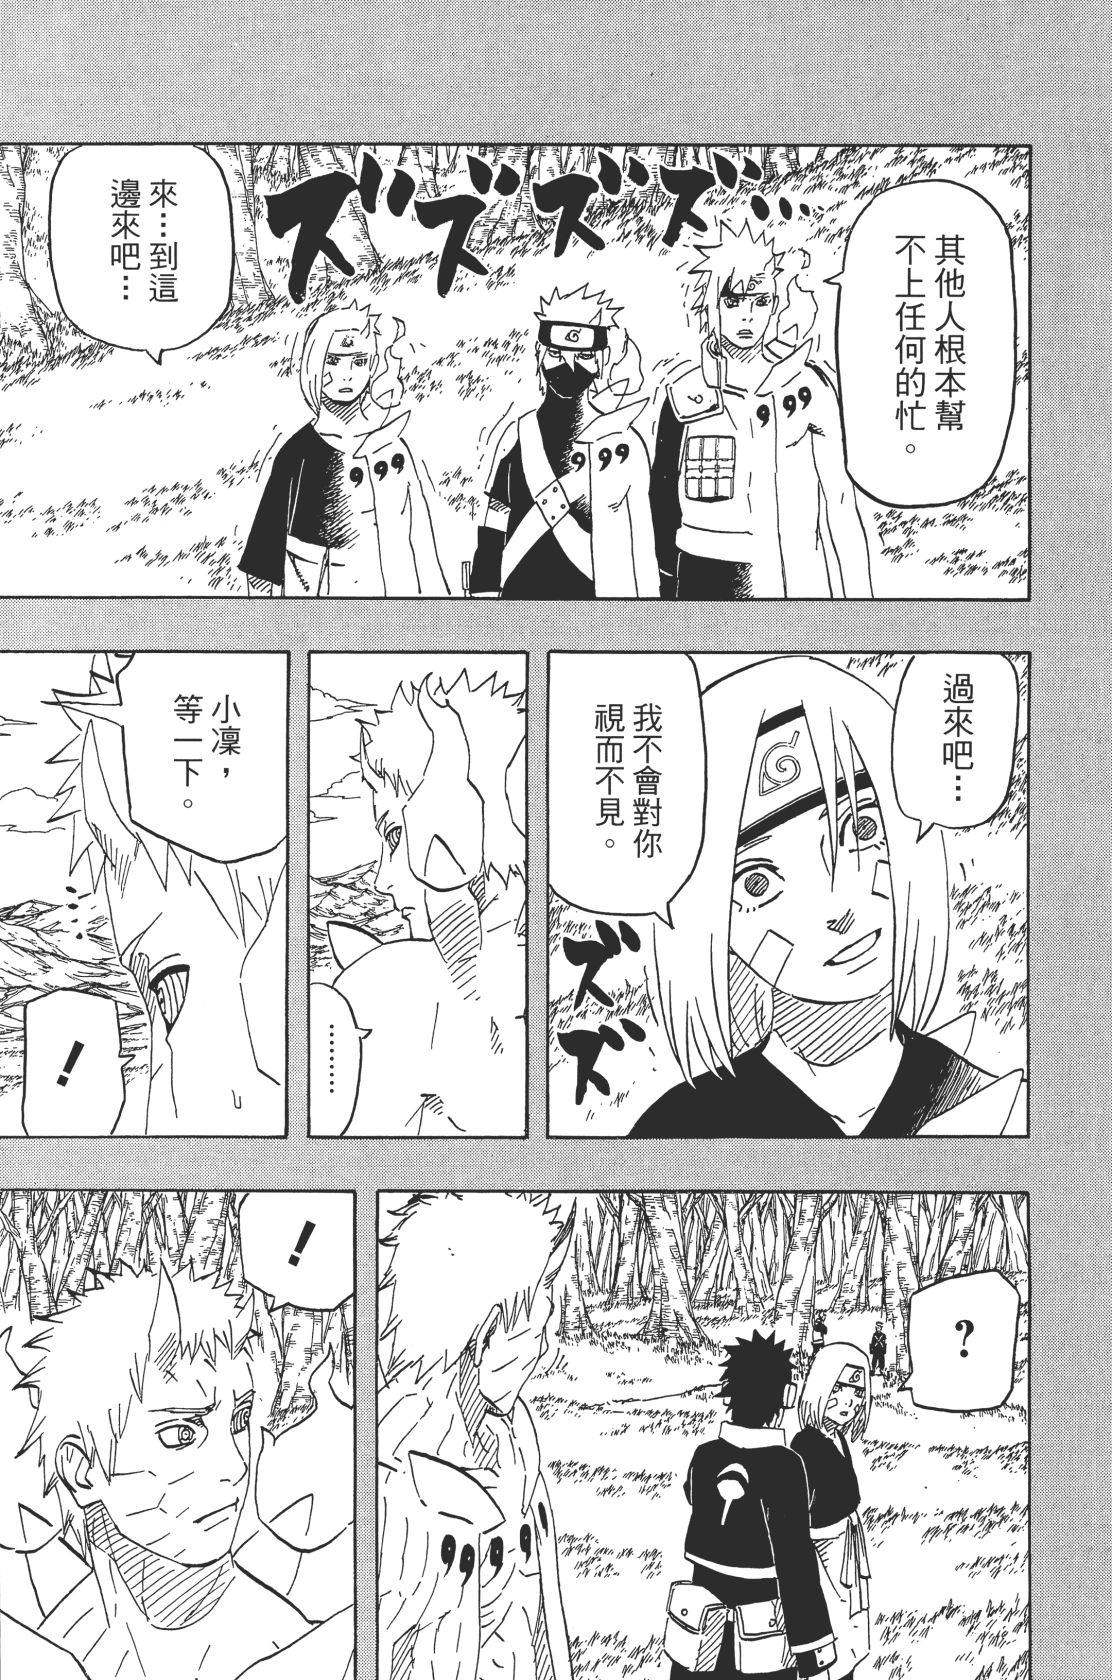 其他人根本幫
不上任何的忙。
ズズズズ…
來…到這
邊來吧…
過來吧…
我不會對你
視而不見。
ズズ
………
小凜，
等一下。
！
？
！